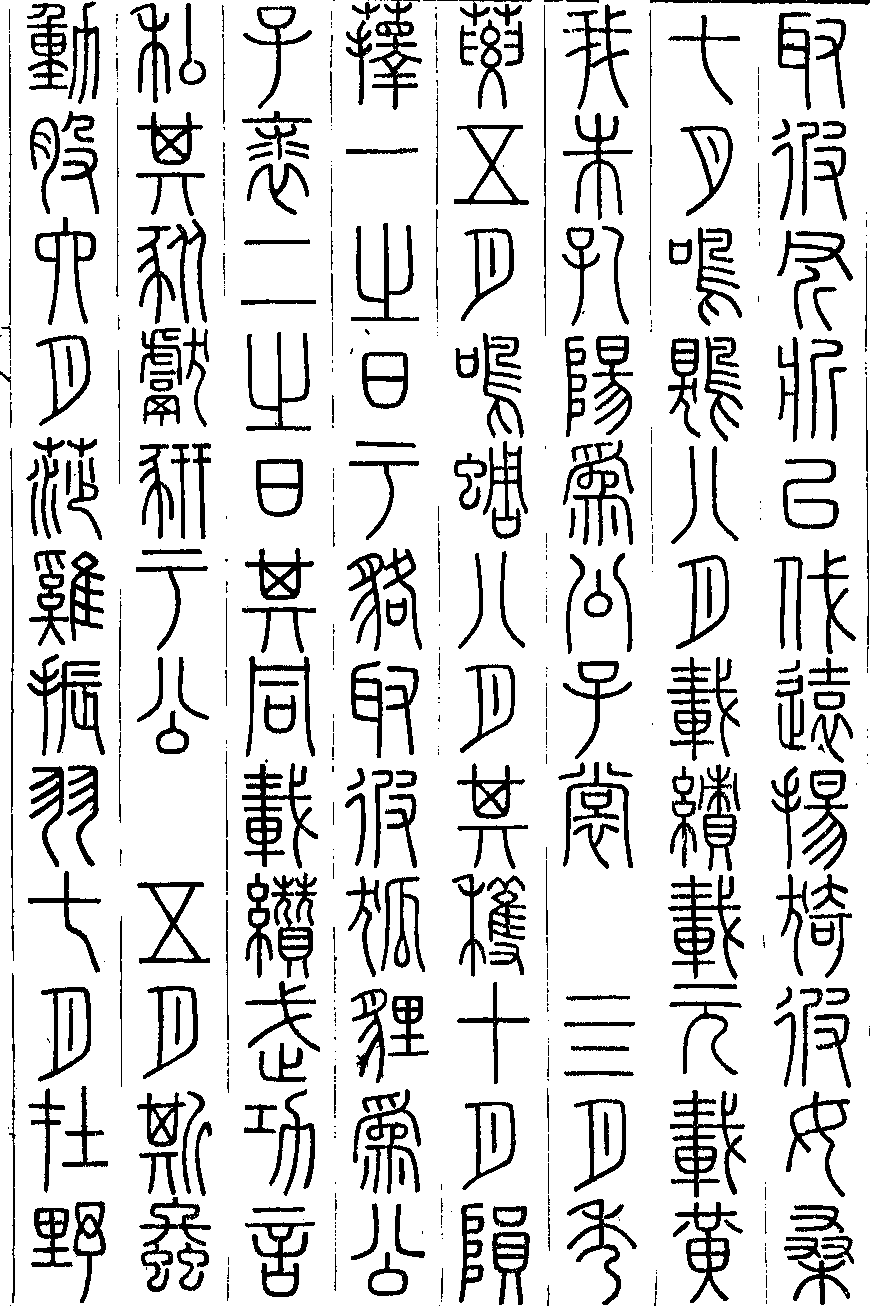 取彼斧斨以伐遠揚猗彼女桑
七月鳴鵙八月載績載玄載黃
我朱孔陽爲公子裳 四月秀
葽五月鳴蜩八月其穫十月隕
蘀一之日于貉取彼狐貍爲公
子裘二之日其同載纘武功言
私其豵獻豜于公 五月斯螽
動股六月莎雞振羽七月在野